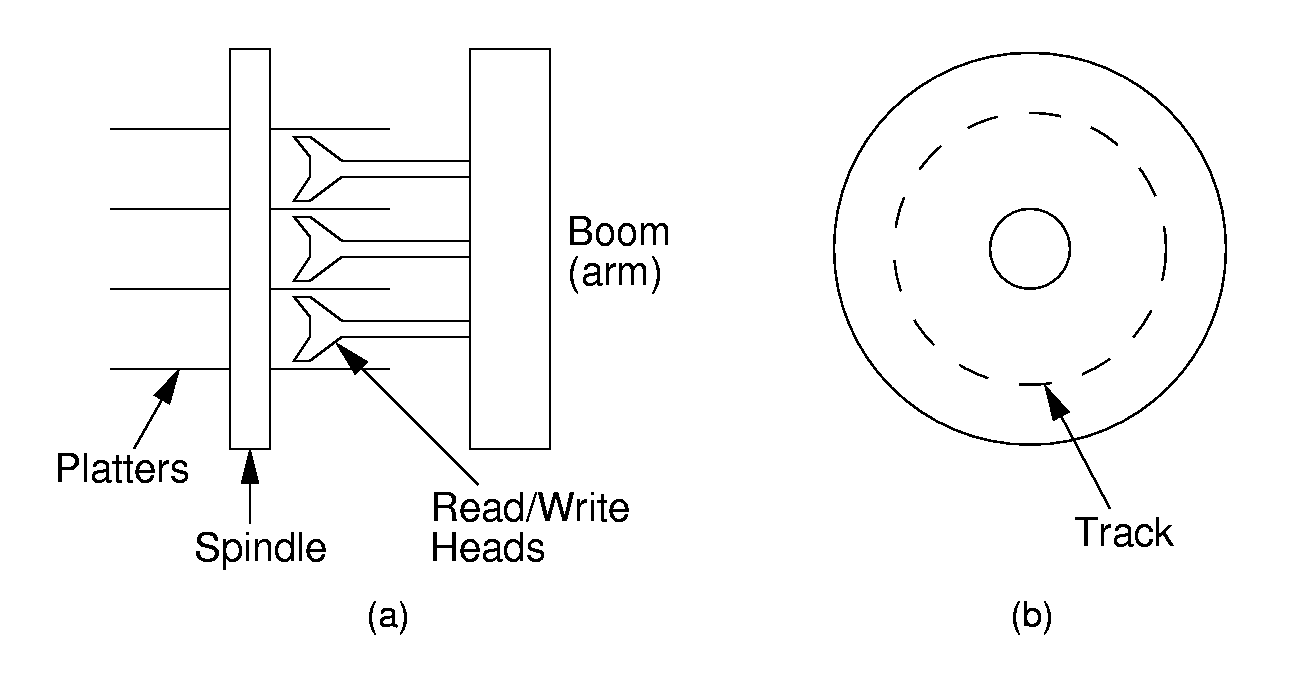 Boom
(arm)
Platters
Spindle
Read/Write
Heads
(a)
Track
(b)